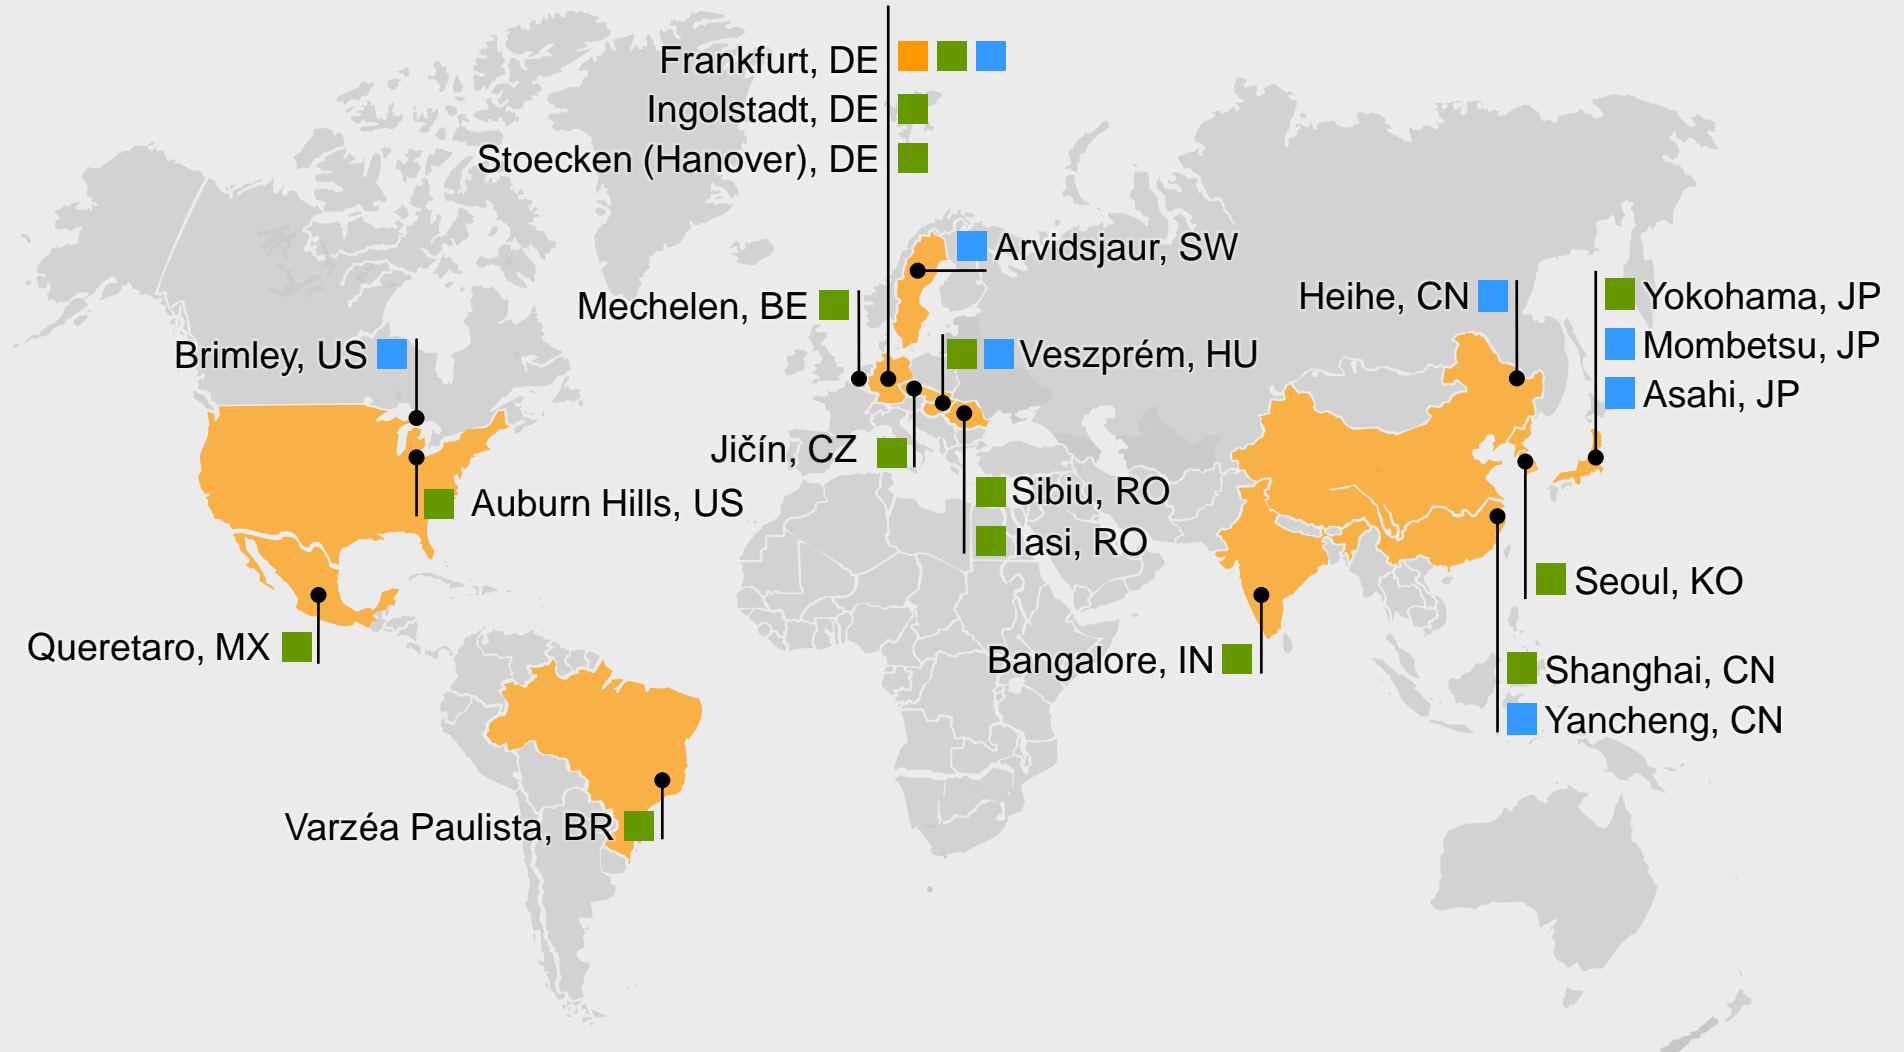 Frankfurt, DE
Ingolstadt, DE
Stoecken (Hanover), DE
Arvidsjaur, SW
Mechelen, BE
Heihe, CN
Yokohama, JP
Mombetsu, JP
Asahi, JP
Brimley, US
Veszprém, HU
Jičín, CZ
Auburn Hills, US
Sibiu, RO
Iasi, RO
Seoul, KO
Queretaro, MX
Bangalore, IN
Shanghai, CN
Yancheng, CN
Varzéa Paulista, BR